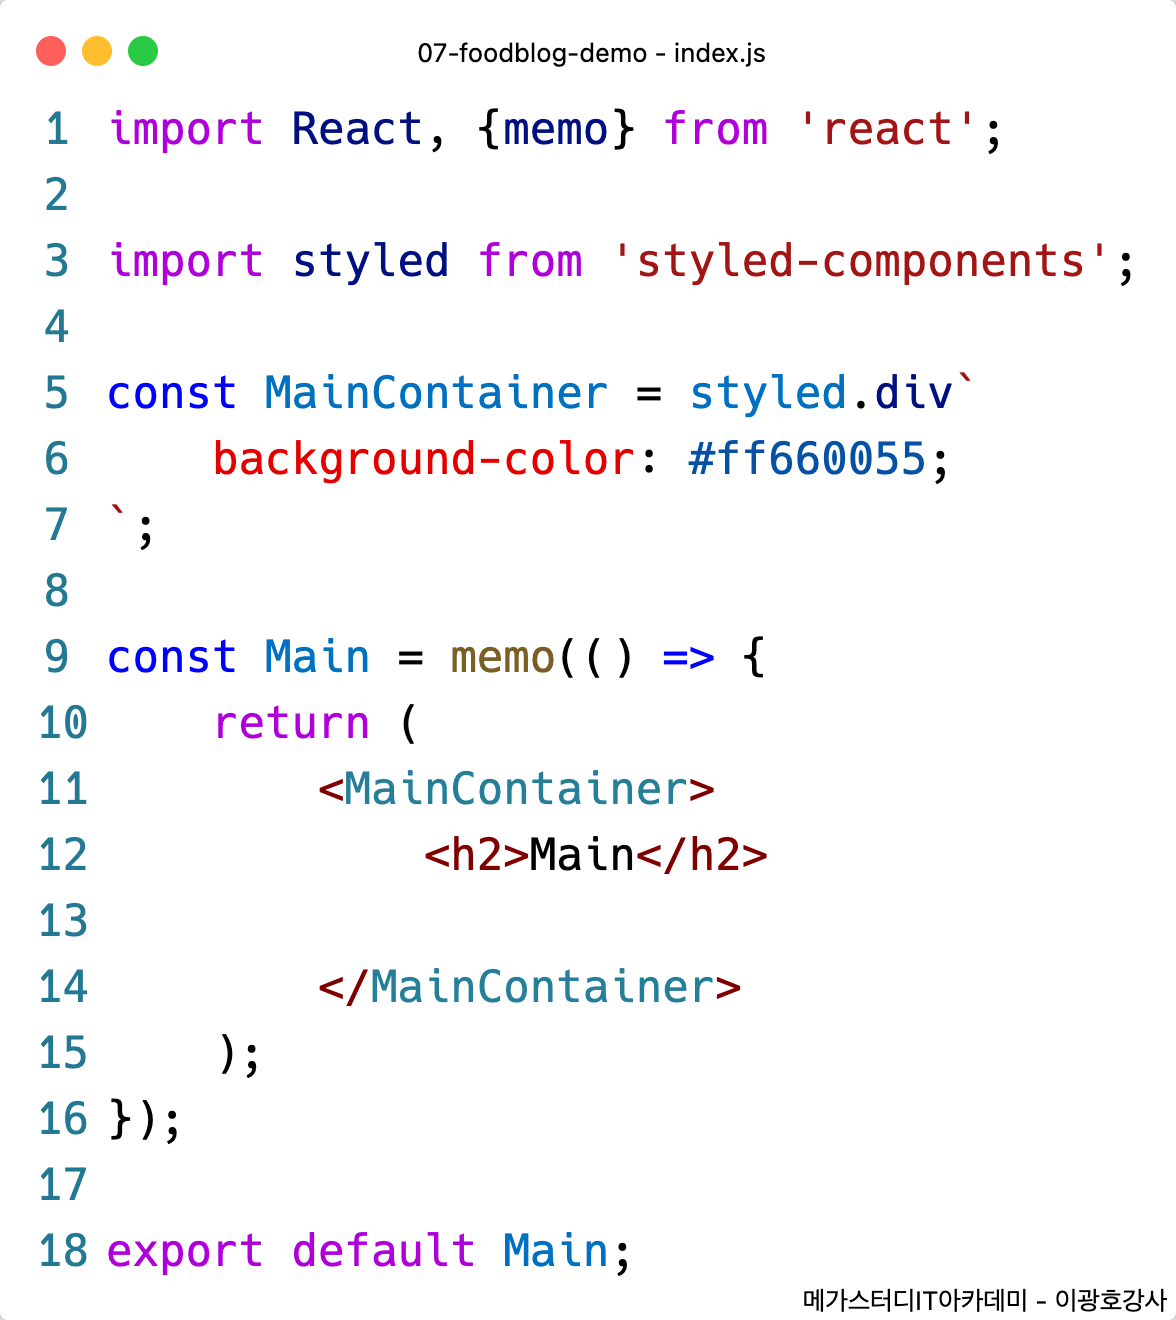 07-foodblog-demo - index.js
1 import React, {memo} from 'react';
2
3 import styled from 'styled-components';
4
5 const MainContainer = styled.div`
6     background-color: #ff660055;
7 `;
8
9 const Main = memo(() => {
10     return (
11         <MainContainer>
12             <h2>Main</h2>
13
14         </MainContainer>
15     );
16 });
17
18 export default Main;
메가스터디IT아카데미 - 이광호강사